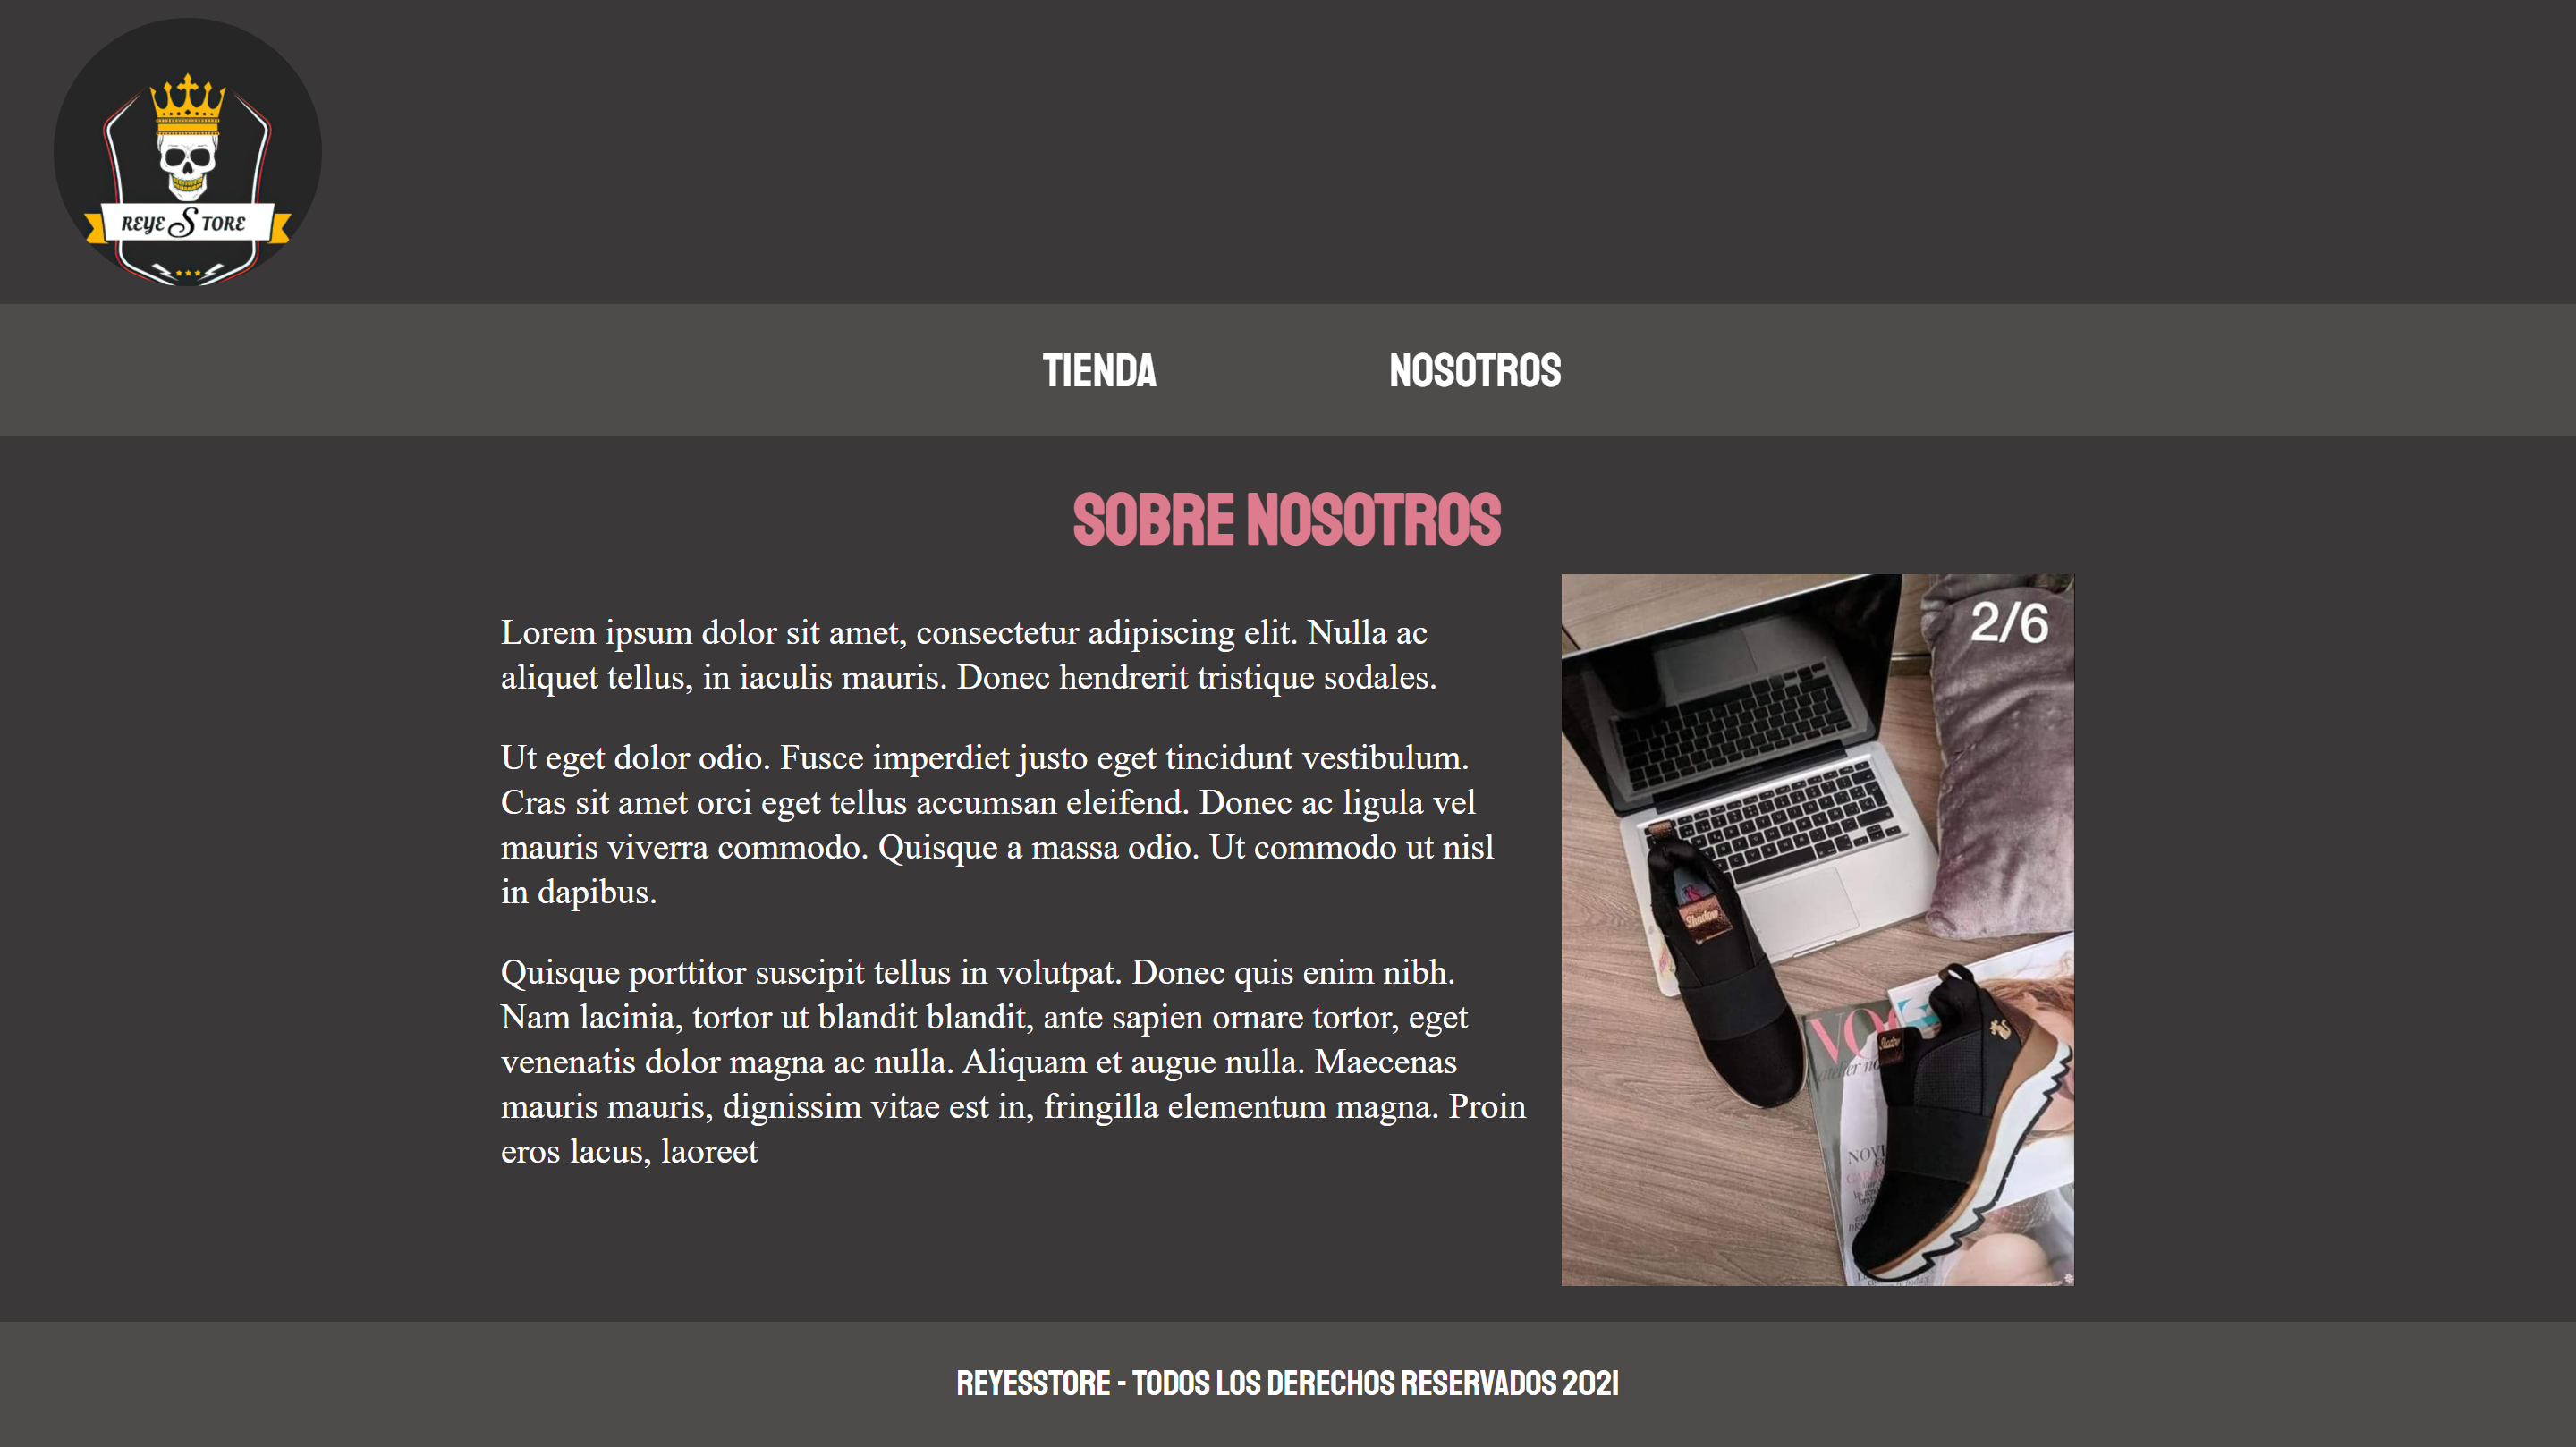 REYE S TORE
TIENDA NOSOTROS
SOBRE NOSOTROS
Lorem ipsum dolor sit amet, consectetur adipiscing elit. Nulla ac
aliquet tellus, in iaculis mauris. Donec hendrerit tristique sodales.
Ut eget dolor odio. Fusce imperdiet justo eget tincidunt vestibulum.
Cras sit amet orci eget tellus accumsan eleifend. Donec ac ligula vel
mauris viverra commodo. Quisque a massa odio. Ut commodo ut nisl
in dapibus.
Quisque porttitor suscipit tellus in volutpat. Donec quis enim nibh.
Nam lacinia, tortor ut blandit blandit, ante sapien ornare tortor, eget
venenatis dolor magna ac nulla. Aliquam et augue nulla. Maecenas
mauris mauris, dignissim vitae est in, fringilla elementum magna. Proin
eros lacus, laoreet
2/6
Shadow
Shadow
REYESSTORE - TODOS LOS DERECHOS RESERVADOS 2021